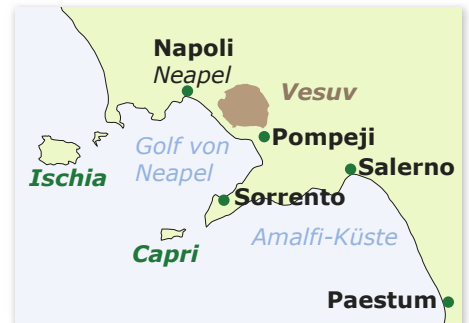 Napoli
Neapel
Vesuv
Pompeji
Golf von
Neapel
Salerno
Ischia
Sorrento
Amalfi-Küste
Capri
Paestum